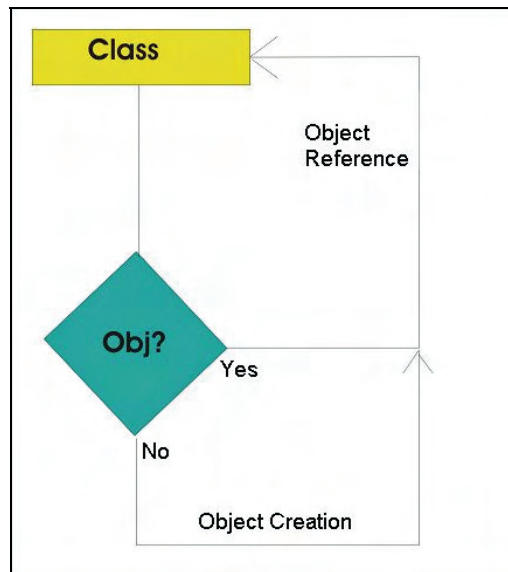 Class
Object
Reference
Obj?
Yes
No
Object Creation